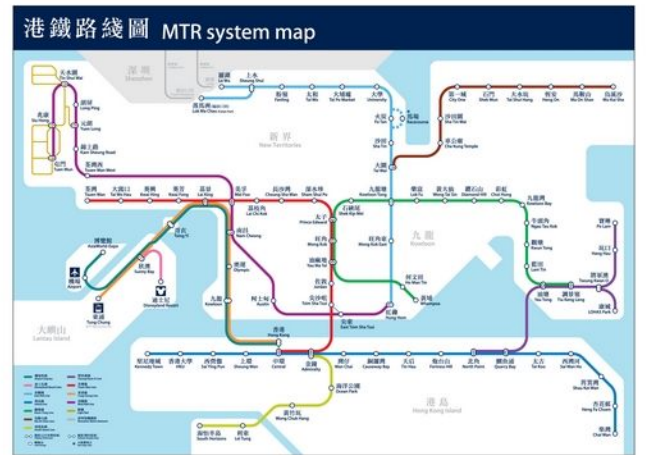 港鐵路綫圖 MTR system map
深圳
Shenzhen
羅湖
Lo Wu
上水
Sheung Shui
粉嶺
Fanling
太和
Tai Wo
大埔墟
Tai Po Market
大學
University
火炭
Fo Tan
馬場
Racecourse
沙田
Sha Tin
大圍
Tai Wai
第一城
City One
石門
Shek Mun
大水坑
Tai Shui Hang
恆安
Heng On
馬鞍山
Ma On Shan
烏溪沙
Wu Kai Sha
沙田圍
Sha Tin Wai
車公廟
Che Kung Temple
新界
New Territories
天水圍
Tin Shui Wai
朗屏
Long Ping
元朗
Yuen Long
錦上路
Kam Sheung Road
兆康
Siu Hong
屯門
Tuen Mun
荃灣西
Tsuen Wan West
荃灣
Tsuen Wan
大窩口
Tai Wo Hau
葵興
Kwai Hing
葵芳
Kwai Fong
荔景
Lai King
美孚
Mei Foo
荔枝角
Lai Chi Kok
長沙灣
Cheung Sha Wan
深水埗
Sham Shui Po
太子
Prince Edward
石硤尾
Shek Kip Mei
九龍塘
Kowloon Tong
樂富
Lok Fu
黃大仙
Wong Tai Sin
鑽石山
Diamond Hill
彩虹
Choi Hung
九龍灣
Kowloon Bay
牛頭角
Ngau Tau Kok
觀塘
Kwun Tong
藍田
Lam Tin
油塘
Yau Tong
調景嶺
Tiu Keng Leng
將軍澳
Tseung Kwan O
坑口
Hang Hau
寶琳
Po Lam
康城
LOHAS Park
九龍
Kowloon
旺角
Mong Kok
旺角東
Mong Kok East
油麻地
Yau Ma Tei
何文田
Ho Man Tin
黃埔
Whampoa
佐敦
Jordan
尖沙咀
Tsim Sha Tsui
尖東
East Tsim Sha Tsui
紅磡
Hung Hom
柯士甸
Austin
南昌
Nam Cheong
奧運
Olympic
九龍
Kowloon
青衣
Tsing Yi
博覽館
AsiaWorld-Expo
機場
Airport
欣澳
Sunny Bay
迪士尼
Disneyland Resort
東涌
Tung Chung
大嶼山
Lantau Island
香港
Hong Kong
中環
Central
金鐘
Admiralty
堅尼地城
Kennedy Town
香港大學
HKU
西營盤
Sai Ying Pun
上環
Sheung Wan
灣仔
Wan Chai
銅鑼灣
Causeway Bay
天后
Tin Hau
炮台山
Fortress Hill
北角
North Point
鰂魚涌
Quarry Bay
太古
Tai Koo
西灣河
Sai Wan Ho
筲箕灣
Shau Kei Wan
杏花邨
Heng Fa Chuen
柴灣
Chai Wan
海洋公園
Ocean Park
黃竹坑
Wong Chuk Hang
利東
Lei Tung
海怡半島
South Horizons
港島
Hong Kong Island